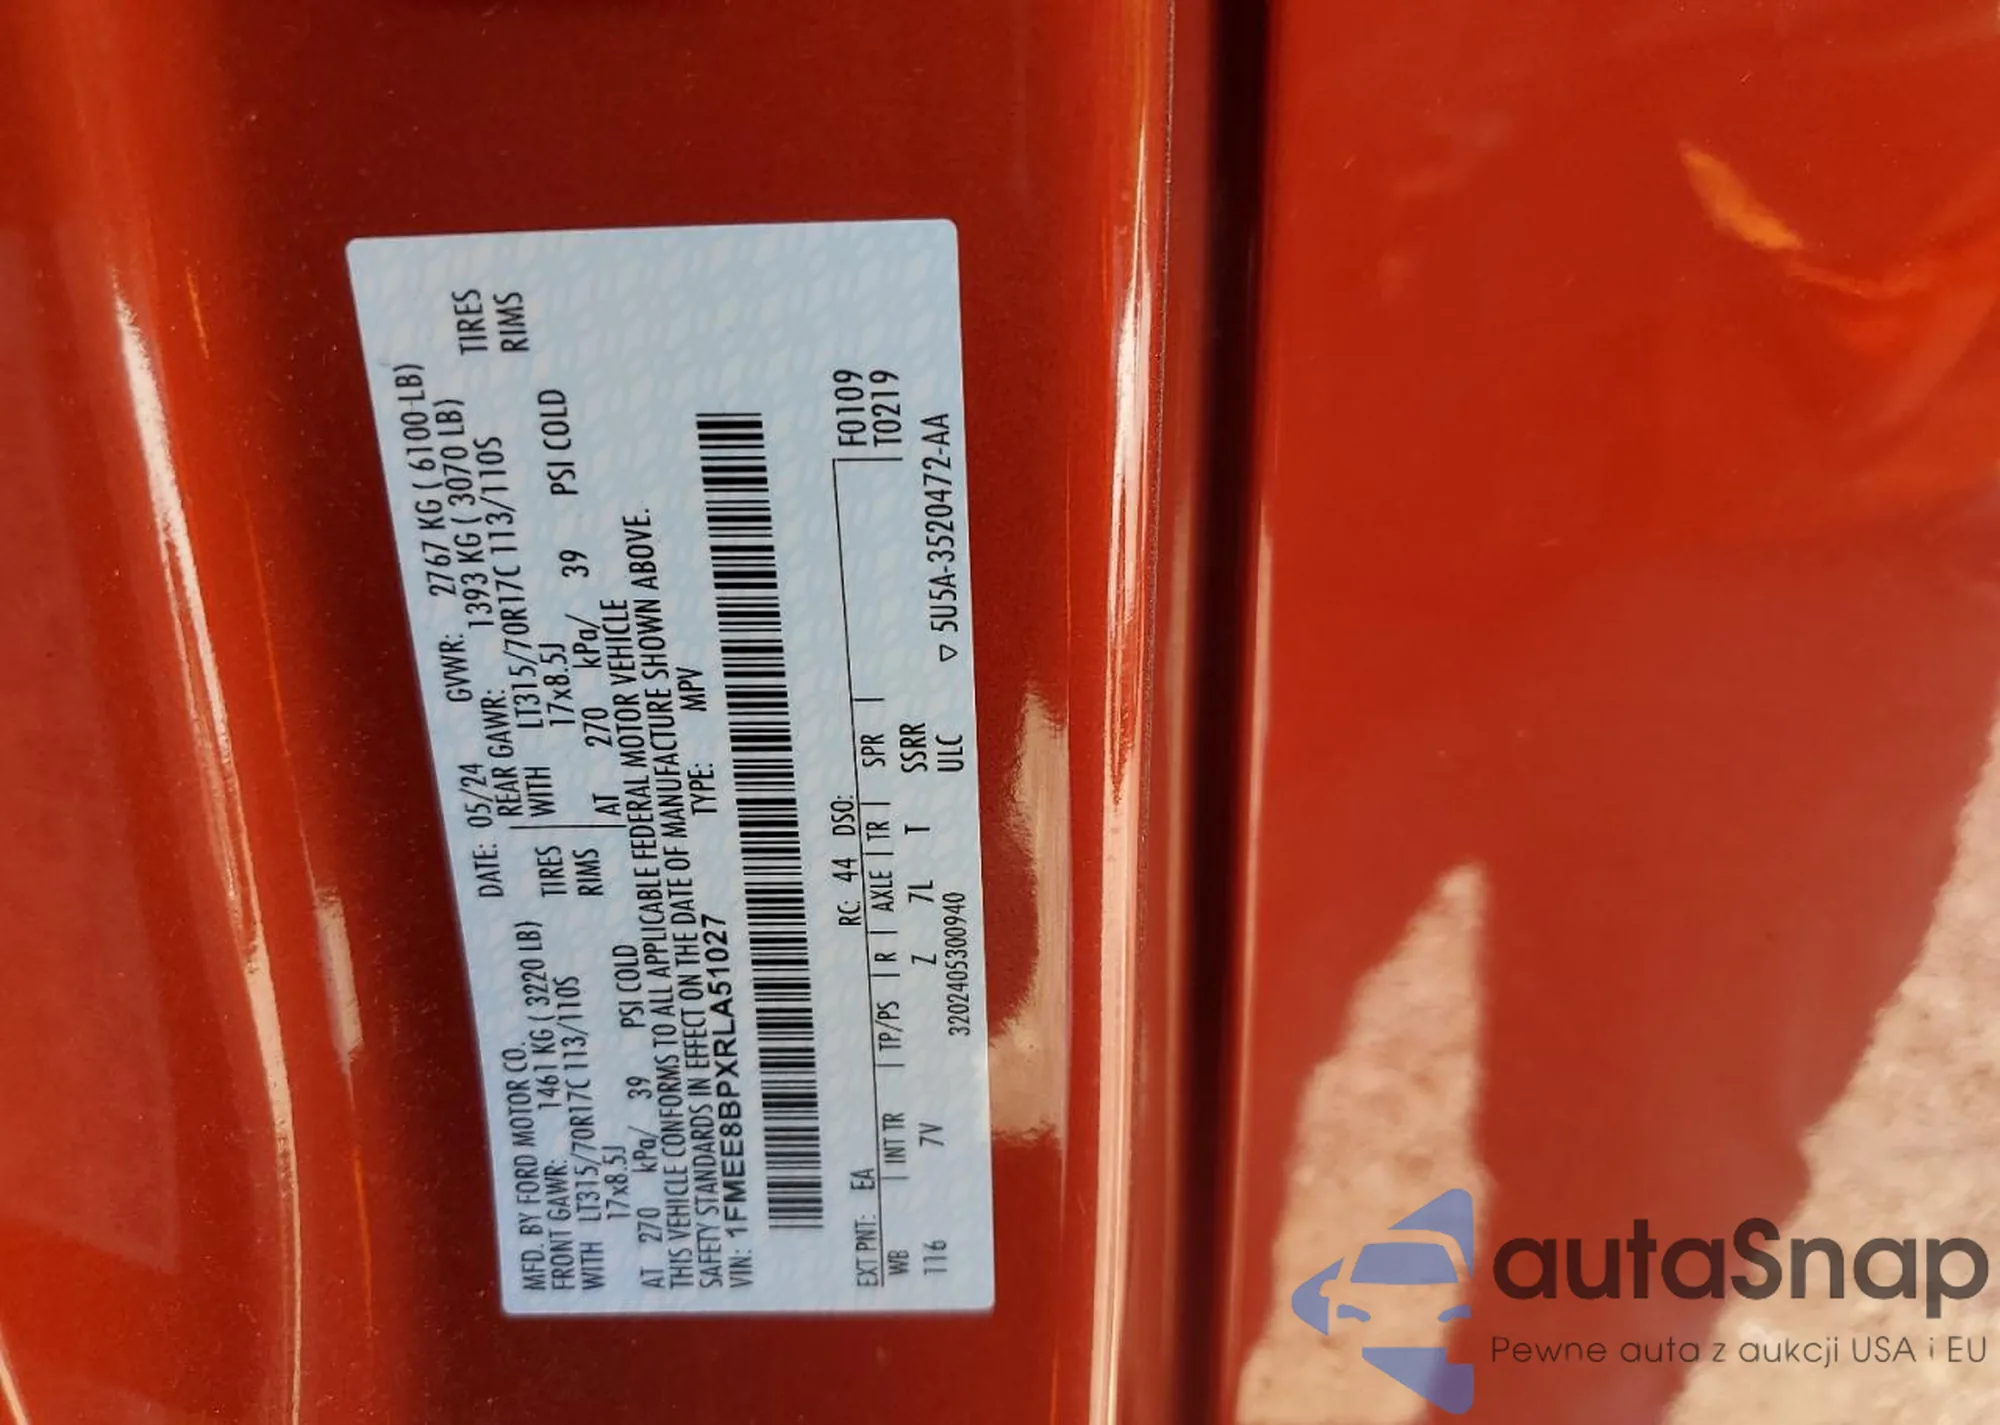 MFD. BY FORD MOTOR CO. DATE: 05/24 GVWR: 2767 KG ( 6100-LB)
FRONT GAWR: 1461 KG ( 3220 LB) REAR GAWR: 1393 KG ( 3070 LB)
WITH LT315/70R17C 113/110S TIRES WITH LT315/70R17C 113/110S TIRES
17x8.5J RIMS 17x8.5J RIMS
AT 270 kPa/ 39 PSI COLD AT 270 kPa/ 39 PSI COLD
THIS VEHICLE CONFORMS TO ALL APPLICABLE FEDERAL MOTOR VEHICLE
SAFETY STANDARDS IN EFFECT ON THE DATE OF MANUFACTURE SHOWN ABOVE.
VIN: 1FMEE8BPXRLA51027 TYPE: MPV
EXT PNT: EA RC: 44 DSO: F0109
WB INT TR TP/PS R AXLE TR SPR T0219
116 7V Z 7L T SSRR
ULC
32024053009​40 ▽ 5U5A-3520472-AA
autaSnap
Pewne auta z aukcji USA i EU